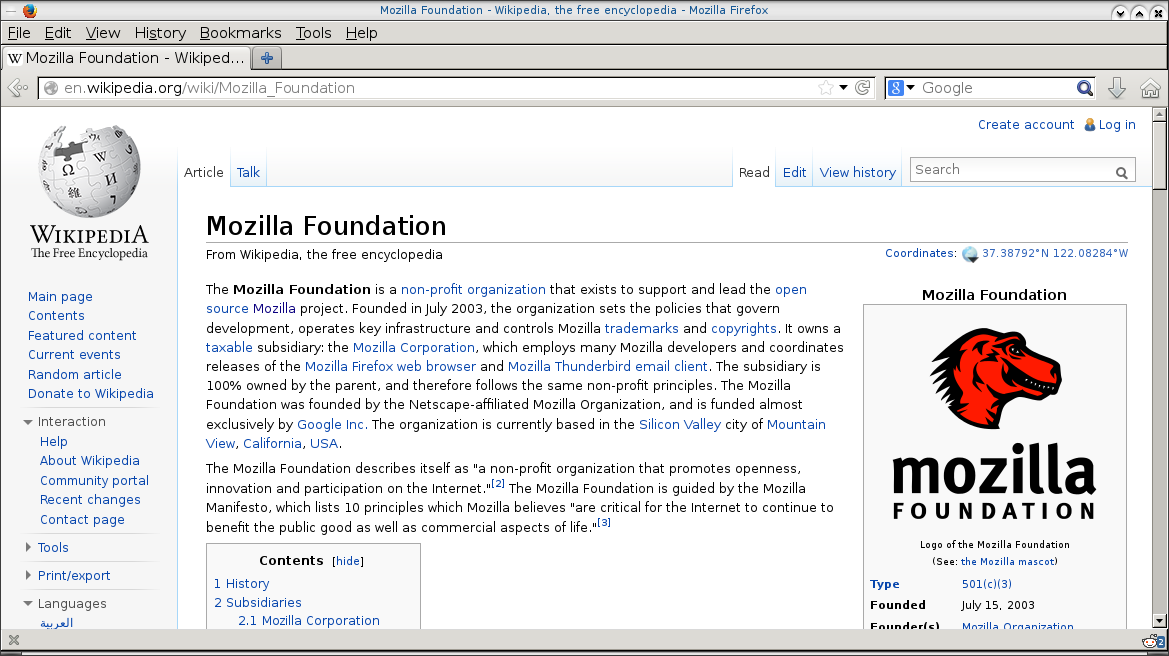 Mozilla Foundation - Wikipedia, the free encyclopedia - Mozilla Firefox
File Edit View History Bookmarks Tools Help
W Mozilla Foundation - Wikiped...
en.wikipedia.org/wiki/Mozilla_Foundation
8 Google
Create account Log in
Article Talk
Read Edit View history Search
WIKIPEDIA
The Free Encyclopedia
Main page
Contents
Featured content
Current events
Random article
Donate to Wikipedia
Interaction
Help
About Wikipedia
Community portal
Recent changes
Contact page
Tools
Print/export
Languages
العربية
Mozilla Foundation
From Wikipedia, the free encyclopedia
Coordinates: 37.38792°N 122.08284°W
The Mozilla Foundation is a non-profit organization that exists to support and lead the open
source Mozilla project. Founded in July 2003, the organization sets the policies that govern
development, operates key infrastructure and controls Mozilla trademarks and copyrights. It owns a
taxable subsidiary: the Mozilla Corporation, which employs many Mozilla developers and coordinates
releases of the Mozilla Firefox web browser and Mozilla Thunderbird email client. The subsidiary is
100% owned by the parent, and therefore follows the same non-profit principles. The Mozilla
Foundation was founded by the Netscape-affiliated Mozilla Organization, and is funded almost
exclusively by Google Inc. The organization is currently based in the Silicon Valley city of Mountain
View, California, USA.
The Mozilla Foundation describes itself as "a non-profit organization that promotes openness,
innovation and participation on the Internet."[2] The Mozilla Foundation is guided by the Mozilla
Manifesto, which lists 10 principles which Mozilla believes "are critical for the Internet to continue to
benefit the public good as well as commercial aspects of life."[3]
Contents [hide]
1 History
2 Subsidiaries
2.1 Mozilla Corporation
Mozilla Foundation
mozilla
FOUNDATION
Logo of the Mozilla Foundation
(See: the Mozilla mascot)
Type 501(c)(3)
Founded July 15, 2003
Founder(s) Mozilla Organization
2